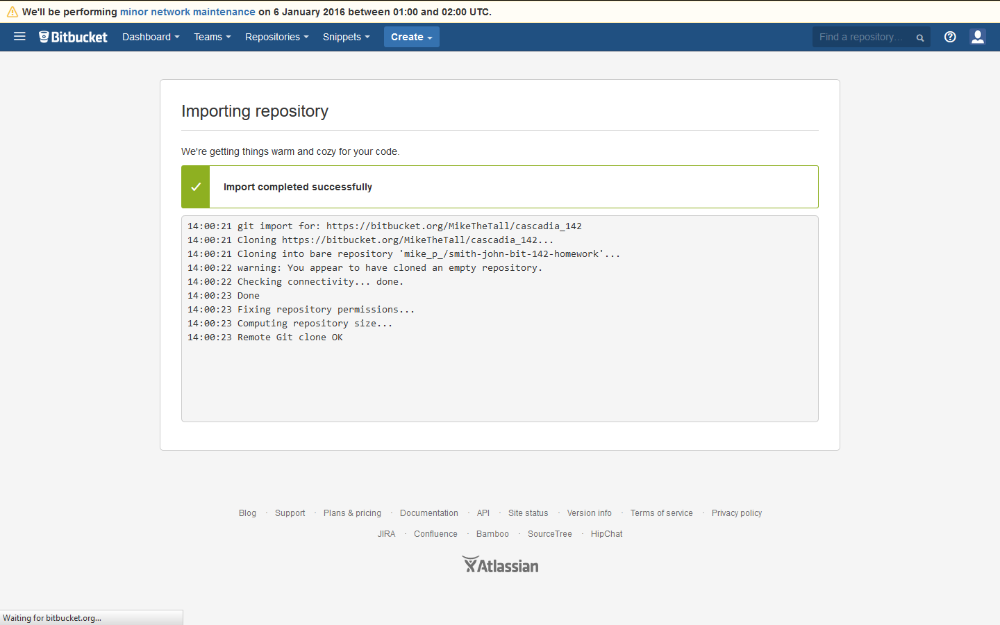 We'll be performing minor network maintenance on 6 January 2016 between 01:00 and 02:00 UTC.
Bitbucket Dashboard Teams Repositories Snippets Create Find a repository...
Importing repository
We're getting things warm and cozy for your code.
Import completed successfully
14:00:21 git import for: https://bitbucket.org/MikeTheTall/cascadia_142
14:00:21 Cloning https://bitbucket.org/MikeTheTall/cascadia_142...
14:00:21 Cloning into bare repository 'mike_p_/smith-john-bit-142-homework'...
14:00:22 warning: You appear to have cloned an empty repository.
14:00:22 Checking connectivity... done.
14:00:23 Done
14:00:23 Fixing repository permissions...
14:00:23 Computing repository size...
14:00:23 Remote Git clone OK
Blog · Support · Plans & pricing · Documentation · API · Site status · Version info · Terms of service · Privacy policy
JIRA · Confluence · Bamboo · SourceTree · HipChat
Atlassian
Waiting for bitbucket.org...